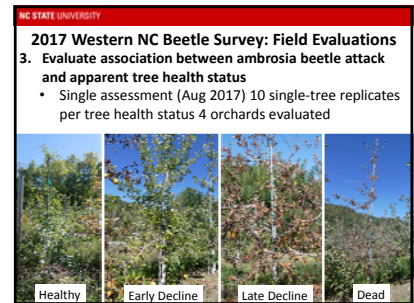 NC STATE UNIVERSITY
2017 Western NC Beetle Survey: Field Evaluations
3. Evaluate association between ambrosia beetle attack
and apparent tree health status
• Single assessment (Aug 2017) 10 single-tree replicates
per tree health status 4 orchards evaluated
Healthy Early Decline Late Decline Dead